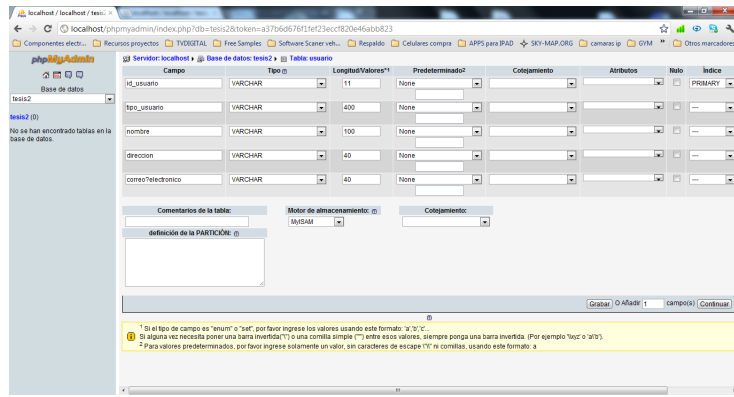 localhost / localhost / tesis
localhost/phpmyadmin/index.php?db=tesis2&token=a37b6d676f1fef23eccf820e46abb823
Componentes electr... Recursos proyectos TVDIGITAL Free Samples Software Scaner veh... Respaldo Celulares compra APPS para IPAD SKY-MAP.ORG camaras ip GYM » Otros marcadores
phpMyAdmin
Base de datos
tesis2
tesis2 (0)
No se han encontrado tablas en la
base de datos.
Servidor: localhost Base de datos: tesis2 Tabla: usuario
Campo Tipo Longitud/Valores*1 Predeterminado2 Cotejamiento Atributos Nulo Índice
id_usuario VARCHAR 11 None PRIMARY
tipo_usuario VARCHAR 400 None ---
nombre VARCHAR 100 None ---
direccion VARCHAR 40 None ---
correo?electronico VARCHAR 40 None ---
Comentarios de la tabla: Motor de almacenamiento: Cotejamiento:
MyISAM
definición de la PARTICIÓN:
Grabar O Añadir 1 campo(s) Continuar
1 Si el tipo de campo es "enum" o "set", por favor ingrese los valores usando este formato: 'a','b','c'...
Si alguna vez necesita poner una barra invertida("\") o una comilla simple ("'") entre esos valores, siempre ponga una barra invertida. (Por ejemplo '\\xyz' o 'a\'b').
2 Para valores predeterminados, por favor ingrese solamente un valor, sin caracteres de escape \"\\\" ni comillas, usando este formato: a